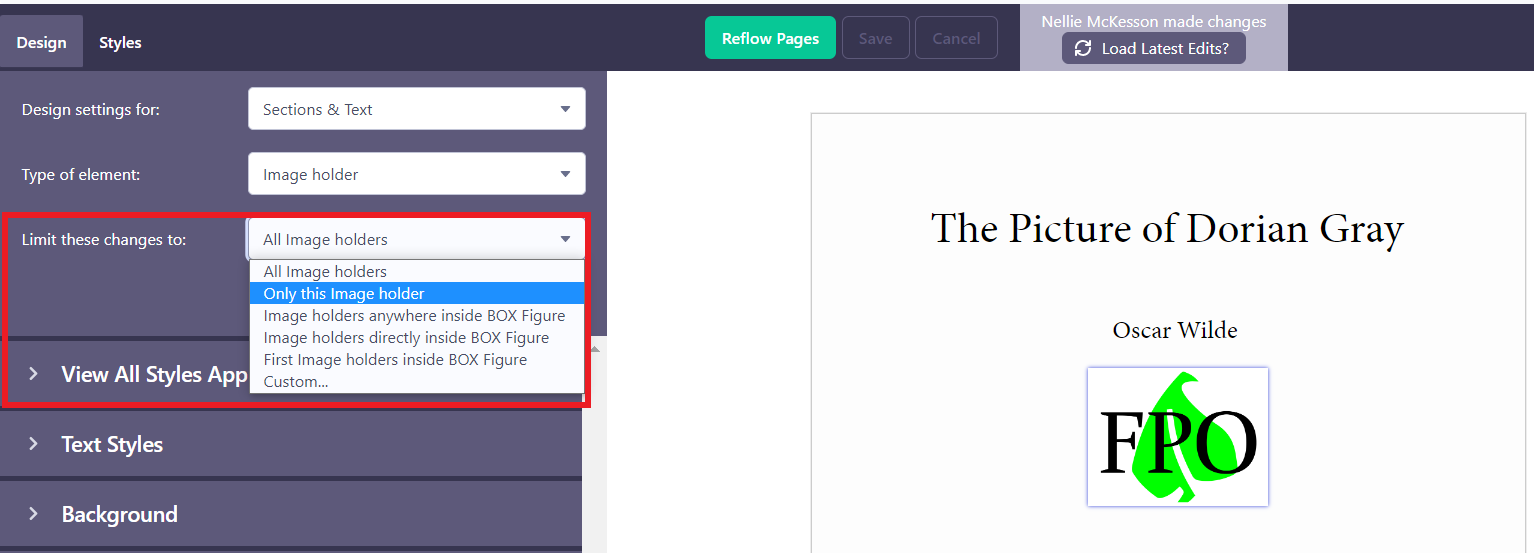 Design
Styles
Reflow Pages
Save
Cancel
Nellie McKesson made changes
Load Latest Edits?
Design settings for:
Sections & Text
Type of element:
Image holder
Limit these changes to:
All Image holders
All Image holders
Only this Image holder
Image holders anywhere inside BOX Figure
Image holders directly inside BOX Figure
First Image holders inside BOX Figure
Custom...
View All Styles App
Text Styles
Background
The Picture of Dorian Gray
Oscar Wilde
FPO